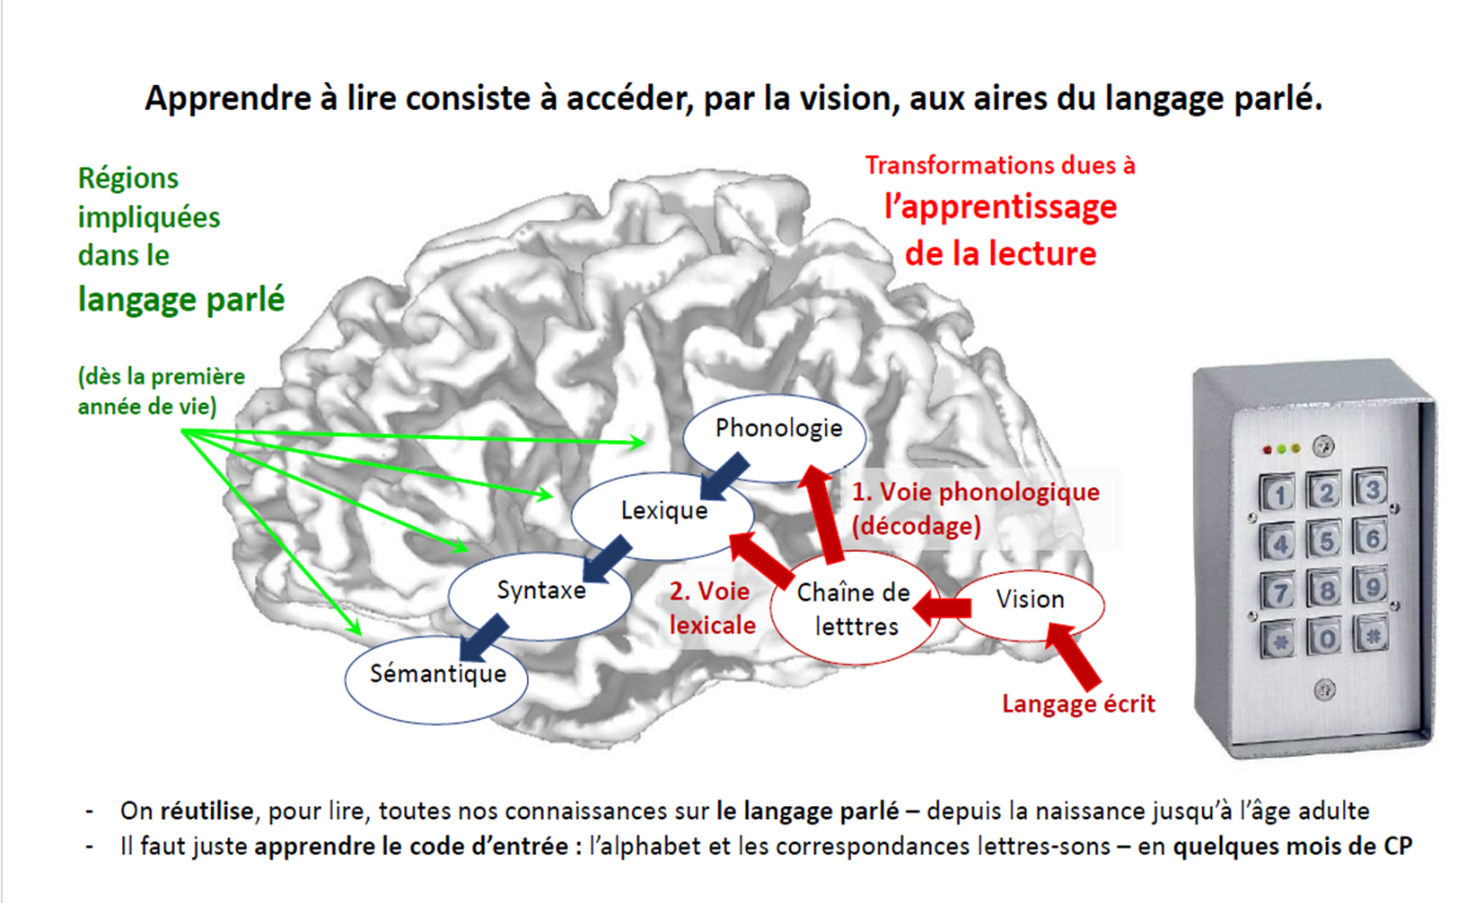 Apprendre à lire consiste à accéder, par la vision, aux aires du langage parlé.
Régions
impliquées
dans le
langage parlé
(dès la première
année de vie)
Transformations dues à
l'apprentissage
de la lecture
Phonologie
Lexique
1. Voie phonologique
(décodage)
Syntaxe
2. Voie
lexicale
Chaîne de
letttres
Vision
Sémantique
Langage écrit
1 2 3
4 5 6
7 8 9
* 0 #
- On réutilise, pour lire, toutes nos connaissances sur le langage parlé – depuis la naissance jusqu'à l'âge adulte
- Il faut juste apprendre le code d'entrée : l'alphabet et les correspondances lettres-sons – en quelques mois de CP